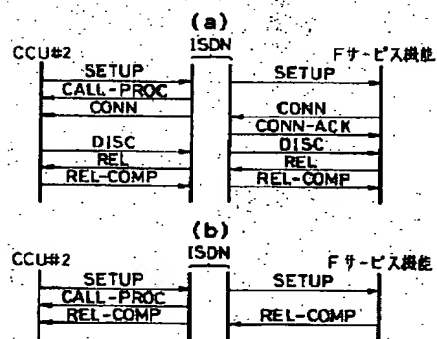 (a)
ISDN
CCU#2
Fサービス機能
SETUP
SETUP
CALL-PROC
CONN
CONN
CONN-ACK
DISC
DISC
REL
REL
REL-COMP
REL-COMP
(b)
ISDN
CCU#2
Fサービス機能
SETUP
SETUP
CALL-PROC
REL-COMP
REL-COMP